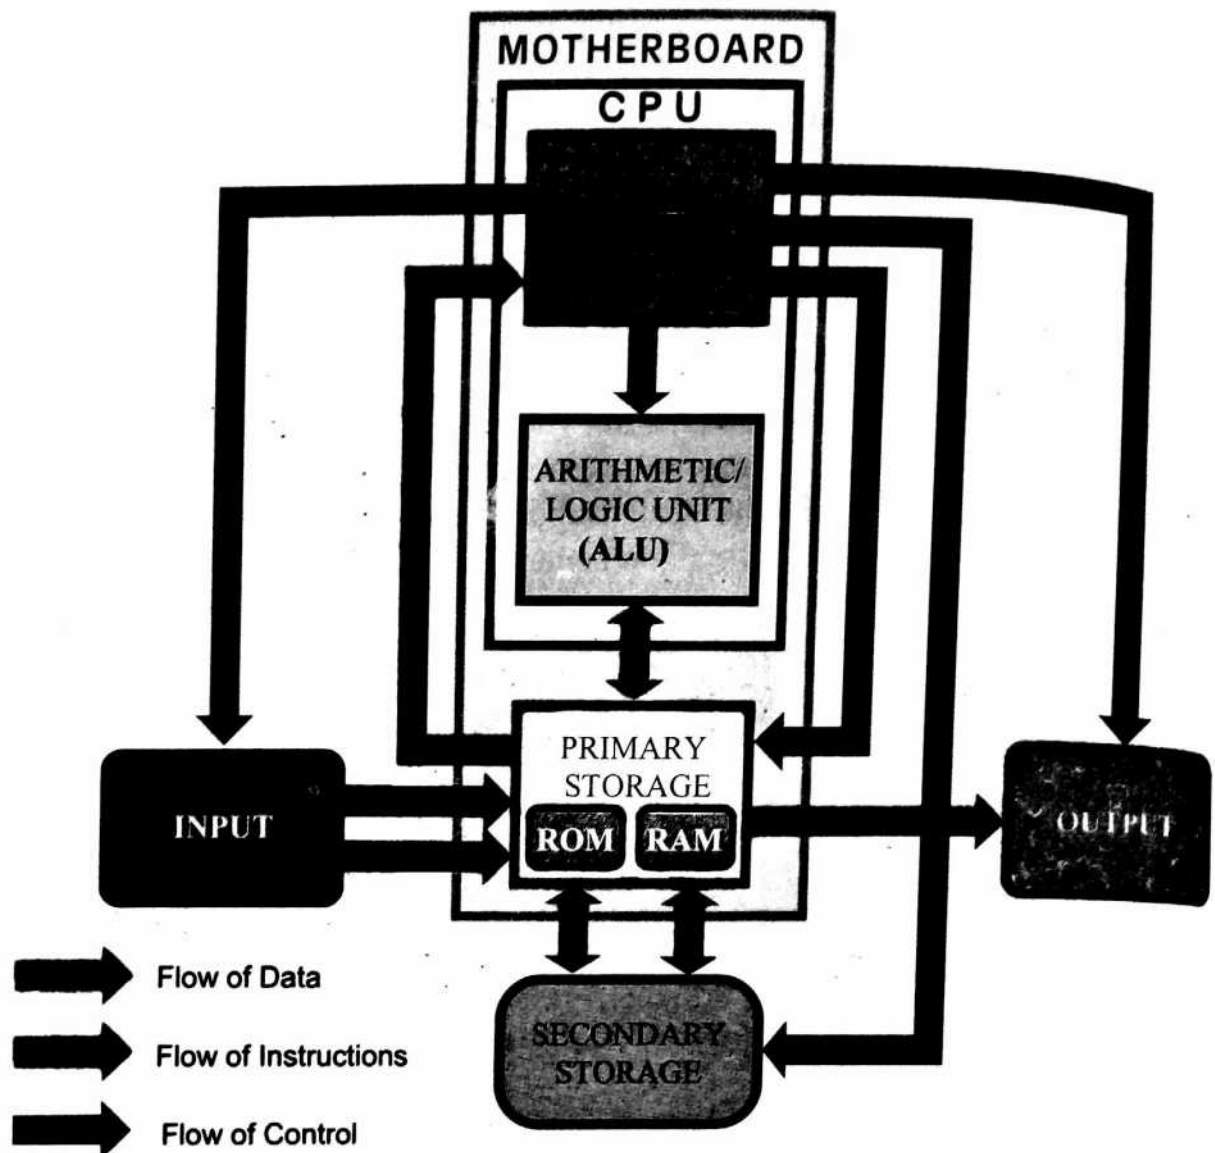 MOTHERBOARD
CPU
ARITHMETIC/
LOGIC UNIT
(ALU)
PRIMARY
STORAGE
INPUT
ROM
RAM
OUTPUT
Flow of Data
SECONDARY
STORAGE
Flow of Instructions
Flow of Control